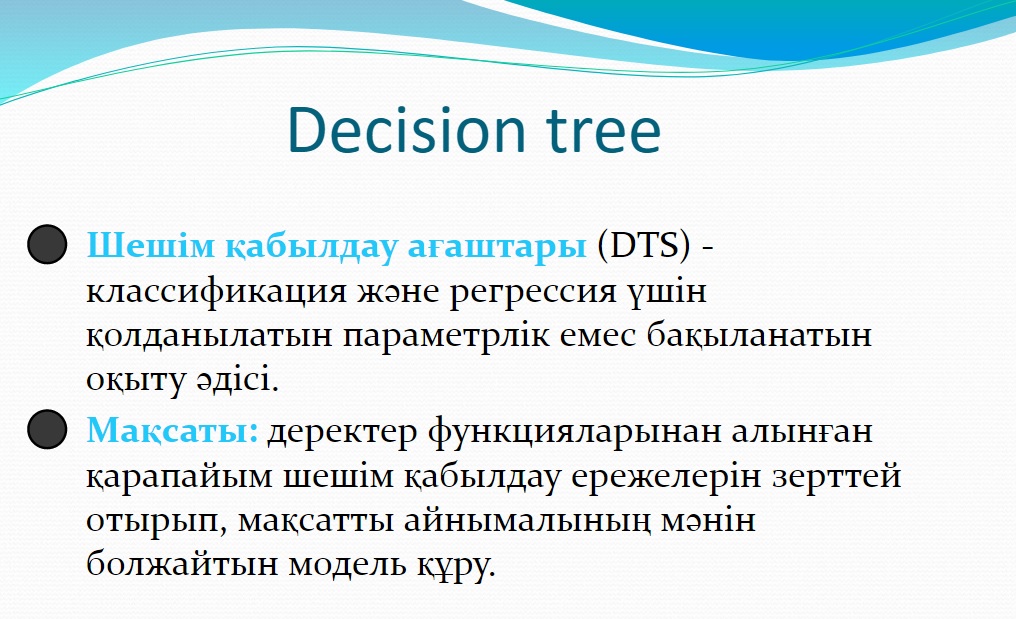 Decision tree
Шешім қабылдау ағаштары (DTS) -
классификация және регрессия үшін
қолданылатын параметрлік емес бақыланатын
оқыту әдісі.
Мақсаты: деректер функцияларынан алынған
қарапайым шешім қабылдау ережелерін зерттей
отырып, мақсатты айнымалының мәнін
болжайтын модель құру.